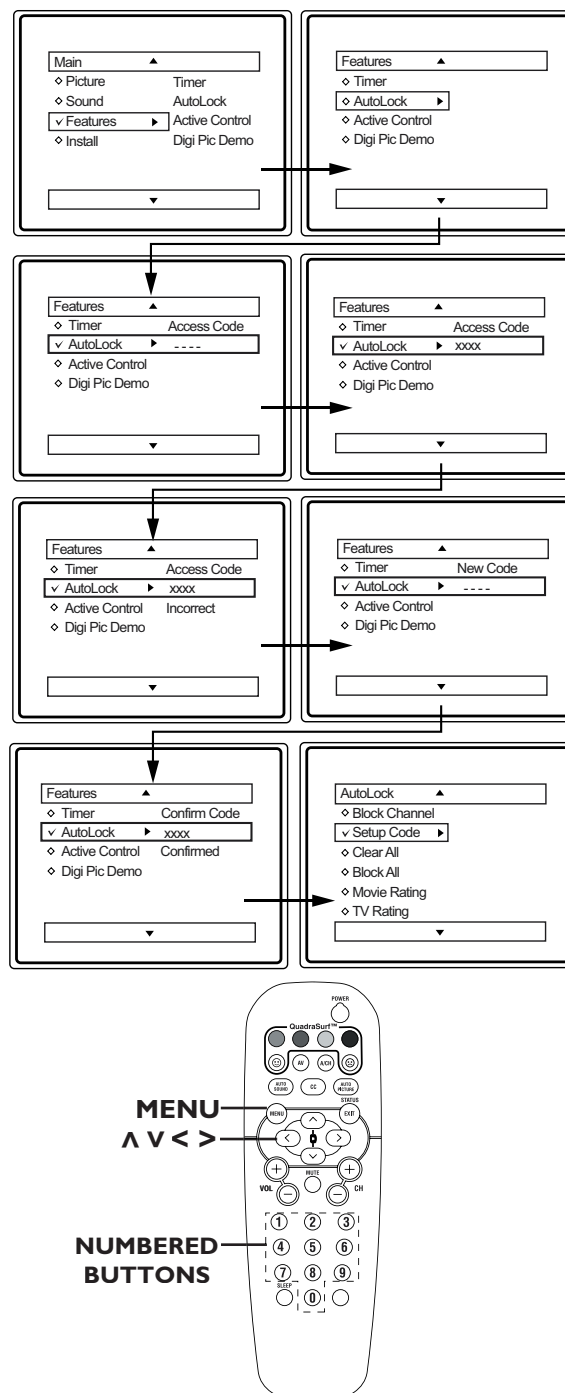 Main
Picture Timer
Sound AutoLock
Features Active Control
Install Digi Pic Demo
Features
Timer
AutoLock
Active Control
Digi Pic Demo
Features
Timer Access Code
AutoLock - - - -
Active Control
Digi Pic Demo
Features
Timer Access Code
AutoLock xxxx
Active Control
Digi Pic Demo
Features
Timer Access Code
AutoLock xxxx
Active Control Incorrect
Digi Pic Demo
Features
Timer New Code
AutoLock - - - -
Active Control
Digi Pic Demo
Features
Timer Confirm Code
AutoLock xxxx
Active Control Confirmed
Digi Pic Demo
AutoLock
Block Channel
Setup Code
Clear All
Block All
Movie Rating
TV Rating
POWER
QuadraSurf™
AV A/CH
AUTO SOUND CC AUTO PICTURE
STATUS
MENU MENU EXIT
∧ ∨ < >
MUTE
VOL CH
1 2 3
NUMBERED BUTTONS
4 5 6
7 8 9
SLEEP 0